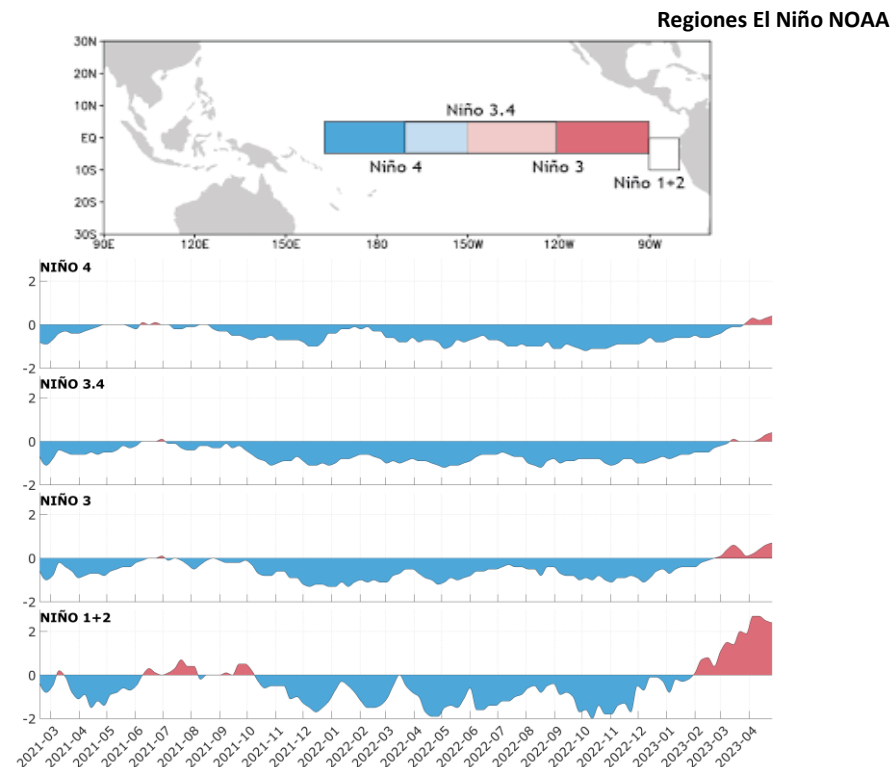 Regiones El Niño NOAA
30N
20N
10N
EQ
10S
20S
30S
Niño 3.4
Niño 4
Niño 3
Niño 1+2
90E 120E 150E 180 150W 120W 90W
NIÑO 4
2
0
-2
NIÑO 3.4
2
0
-2
NIÑO 3
2
0
-2
NIÑO 1+2
2
0
-2
2021-03 2021-04 2021-05 2021-06 2021-07 2021-08 2021-09 2021-10 2021-11 2021-12 2022-01 2022-02 2022-03 2022-04 2022-05 2022-06 2022-07 2022-08 2022-09 2022-10 2022-11 2022-12 2023-01 2023-02 2023-03 2023-04